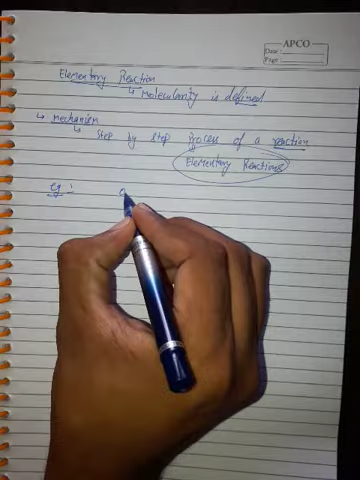 APCO
Date:
Page:
Elementary Reaction
↳ Molecularity is defined
↳ mechanism
↳ Step by step Process of a reaction
Elementary Reactions
eg :